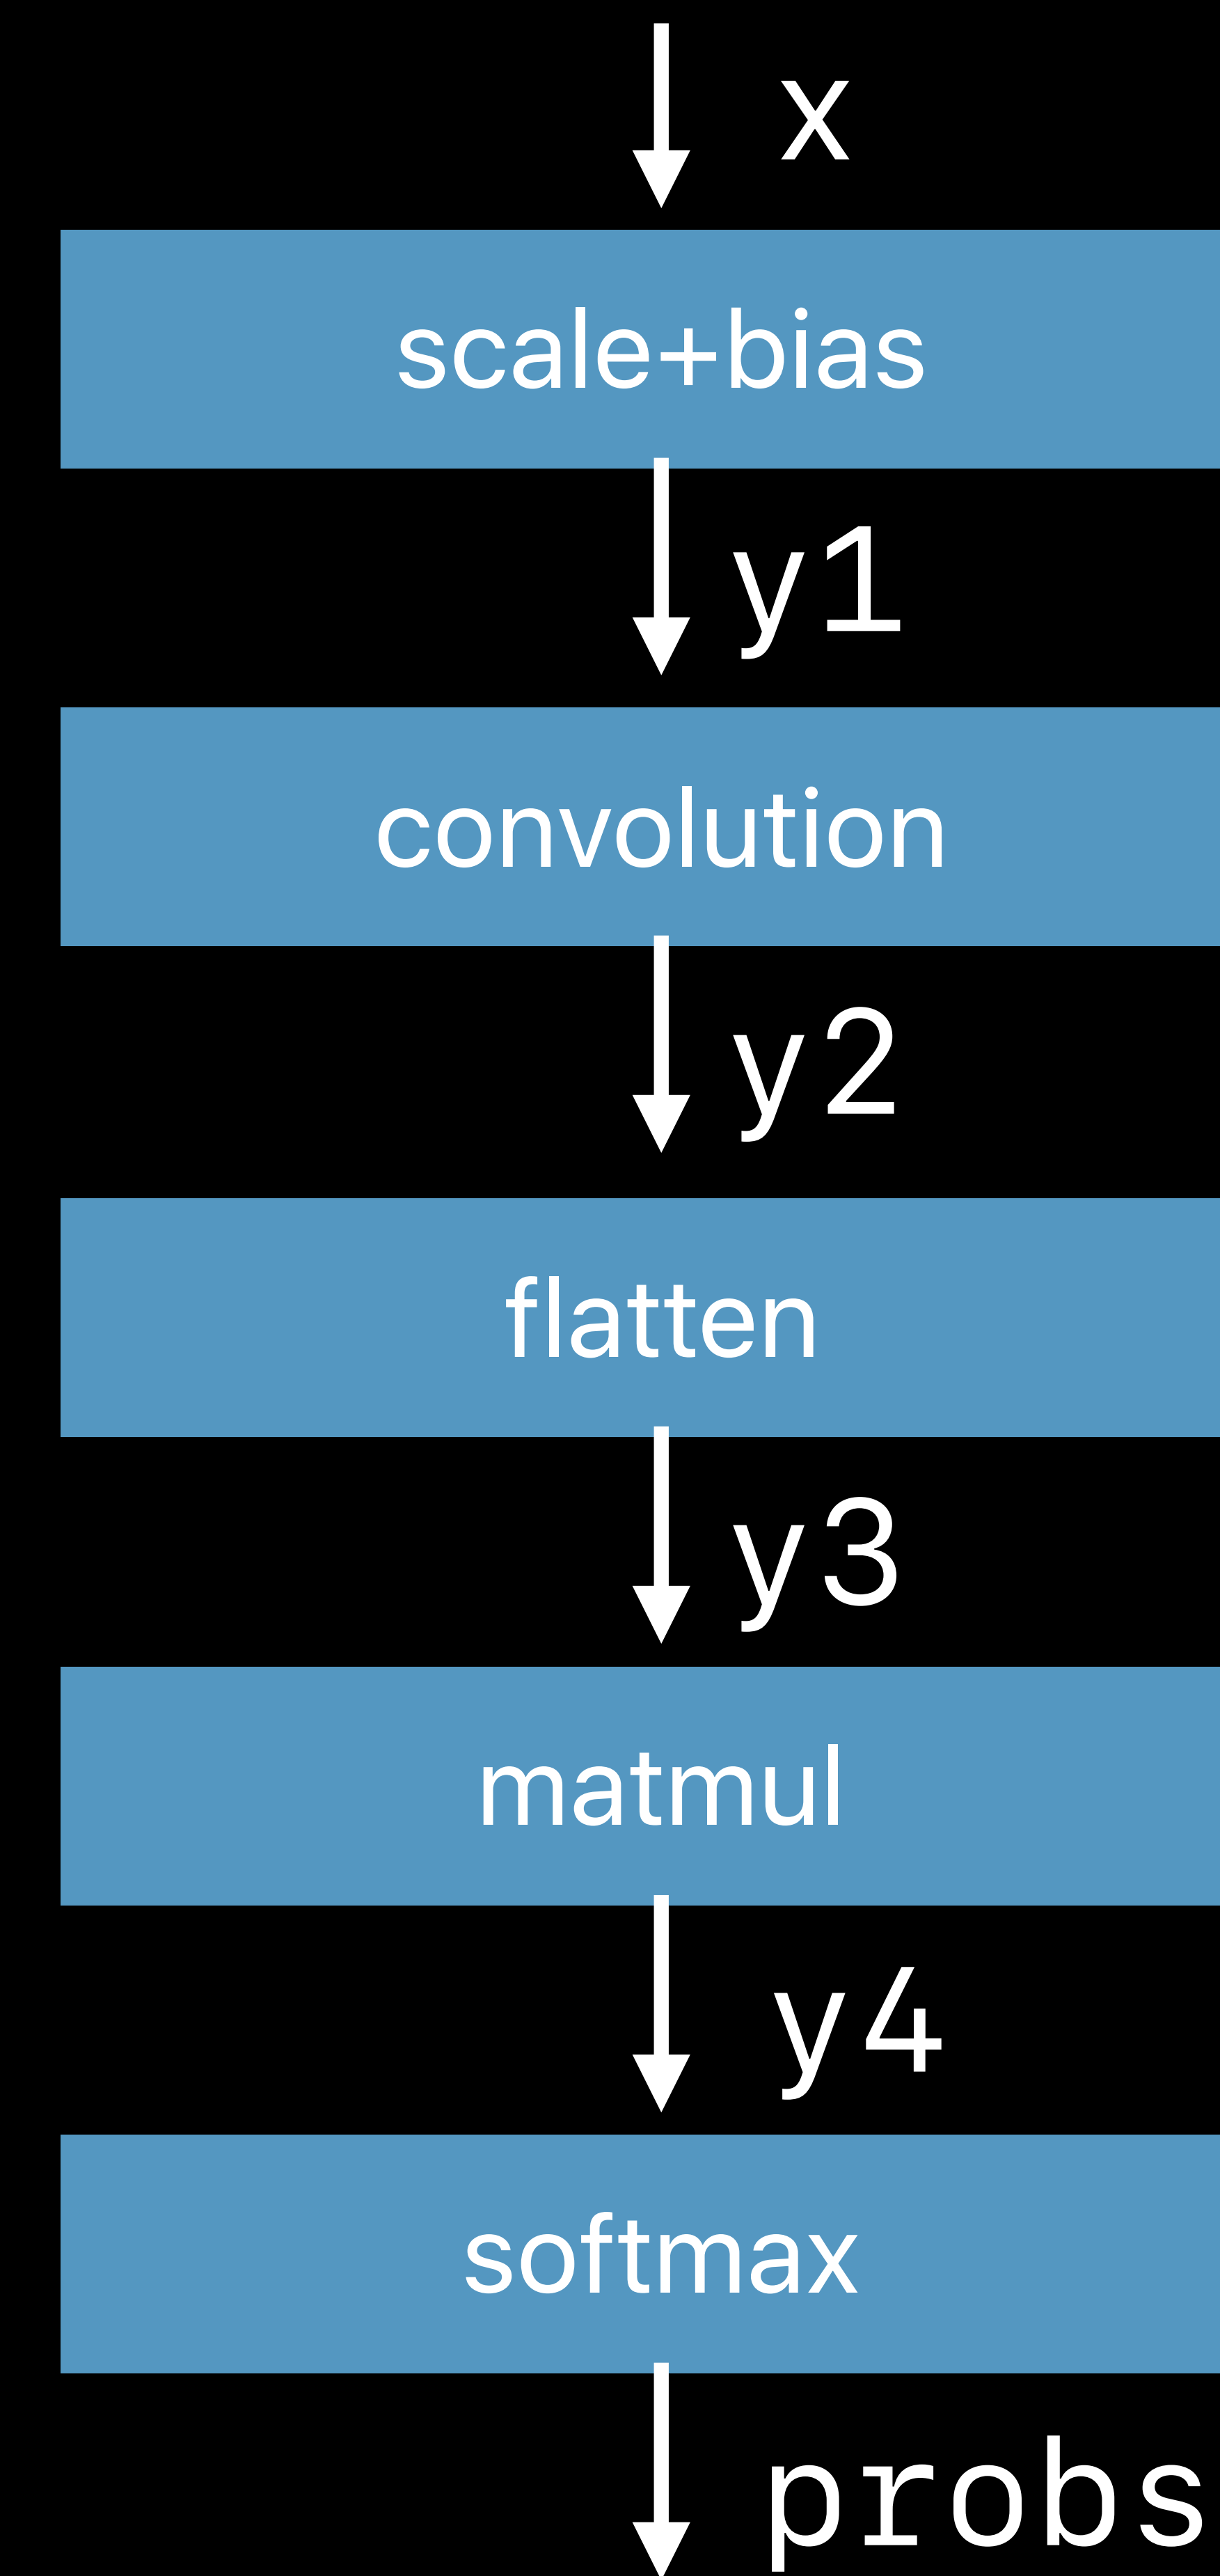 x
scale+bias
y1
convolution
y2
flatten
y3
matmul
y4
softmax
probs